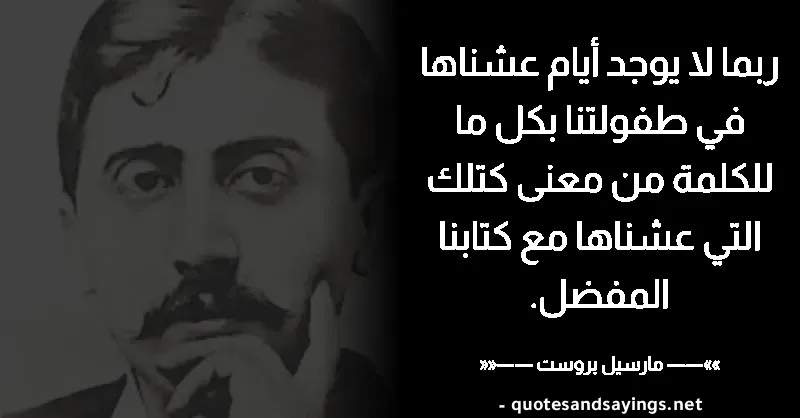 ربما لا يوجد أيام عشناها
في طفولتنا بكل ما
للكلمة من معنى كتلك
التي عشناها مع كتابنا
المفضل.
»»—— مارسيل بروست ——««
- quotesandsayings.net